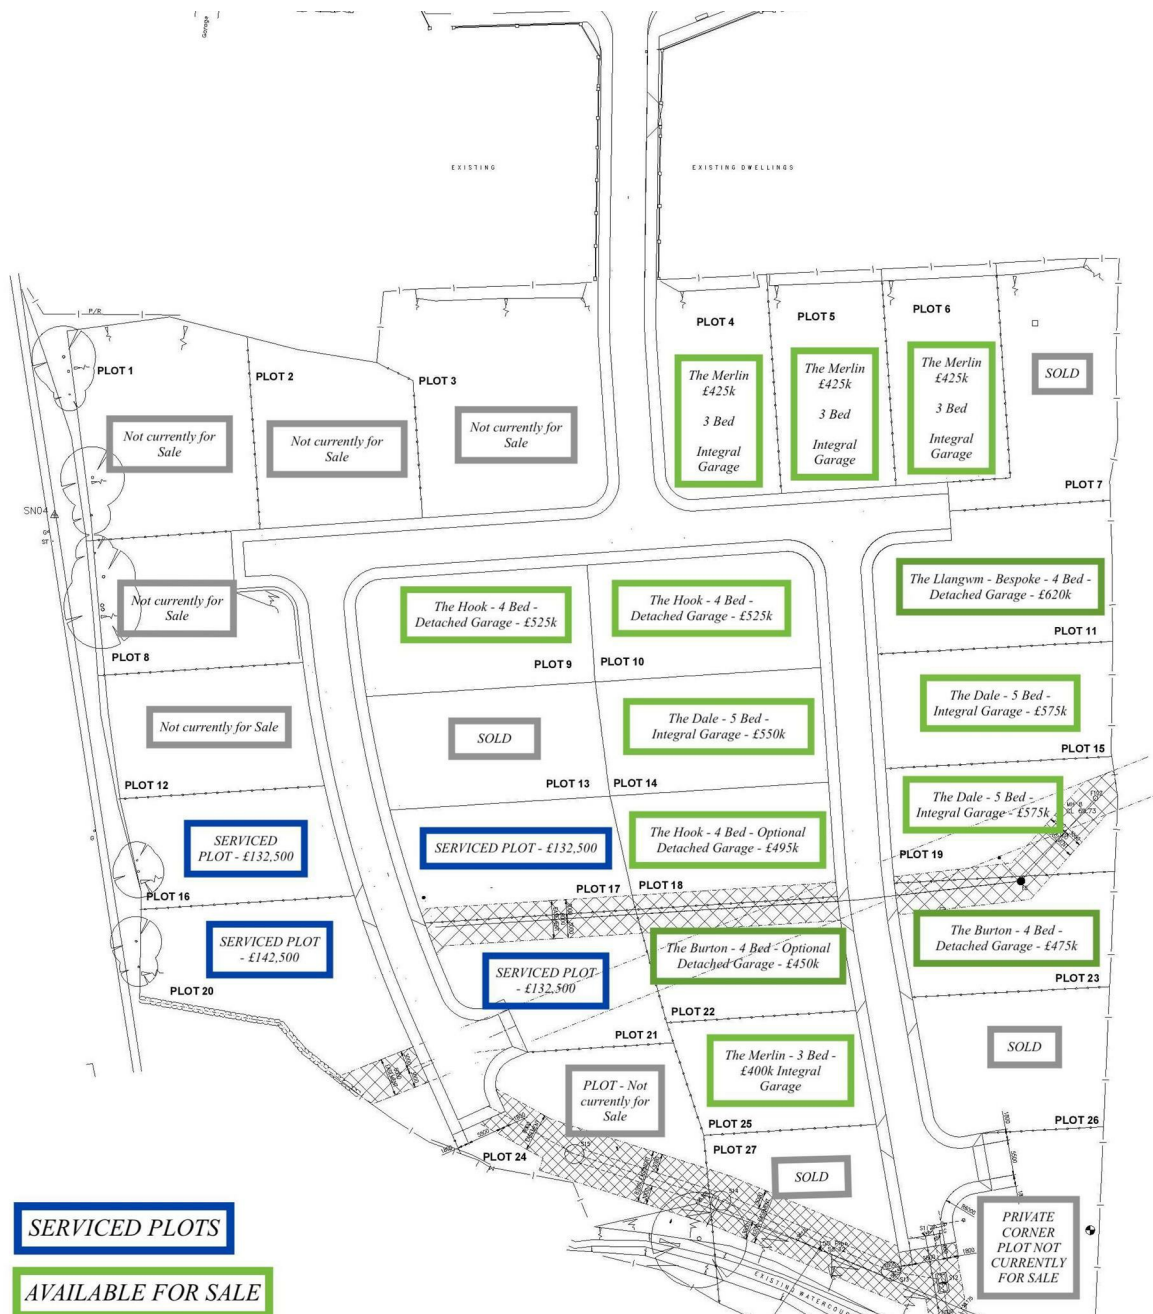 Garage
EXISTING
EXISTING DWELLINGS
P/R
PLOT 1
PLOT 2
PLOT 3
PLOT 4
PLOT 5
PLOT 6
Not currently for
Sale
Not currently for
Sale
Not currently for
Sale
The Merlin
£425k
3 Bed
Integral
Garage
The Merlin
£425k
3 Bed
Integral
Garage
The Merlin
£425k
3 Bed
Integral
Garage
SOLD
PLOT 7
SN04
Not currently for
Sale
PLOT 8
The Hook - 4 Bed -
Detached Garage - £525k
PLOT 9
The Hook - 4 Bed -
Detached Garage - £525k
PLOT 10
The Llangwm - Bespoke - 4 Bed -
Detached Garage - £620k
PLOT 11
Not currently for Sale
PLOT 12
SOLD
PLOT 13
The Dale - 5 Bed -
Integral Garage - £550k
PLOT 14
The Dale - 5 Bed -
Integral Garage - £575k
PLOT 15
SERVICED
PLOT - £132,500
PLOT 16
SERVICED PLOT - £132,500
PLOT 17
The Hook - 4 Bed - Optional
Detached Garage - £495k
PLOT 18
The Dale - 5 Bed -
Integral Garage - £575k
PLOT 19
SERVICED PLOT
- £142,500
PLOT 20
SERVICED PLOT
- £132,500
PLOT 21
The Burton - 4 Bed - Optional
Detached Garage - £450k
PLOT 22
The Burton - 4 Bed -
Detached Garage - £475k
PLOT 23
PLOT - Not
currently for
Sale
PLOT 24
The Merlin - 3 Bed -
£400k Integral
Garage
PLOT 25
SOLD
PLOT 26
PLOT 27
SOLD
PRIVATE
CORNER
PLOT NOT
CURRENTLY
FOR SALE
EXISTING WATERCOU
SERVICED PLOTS
AVAILABLE FOR SALE